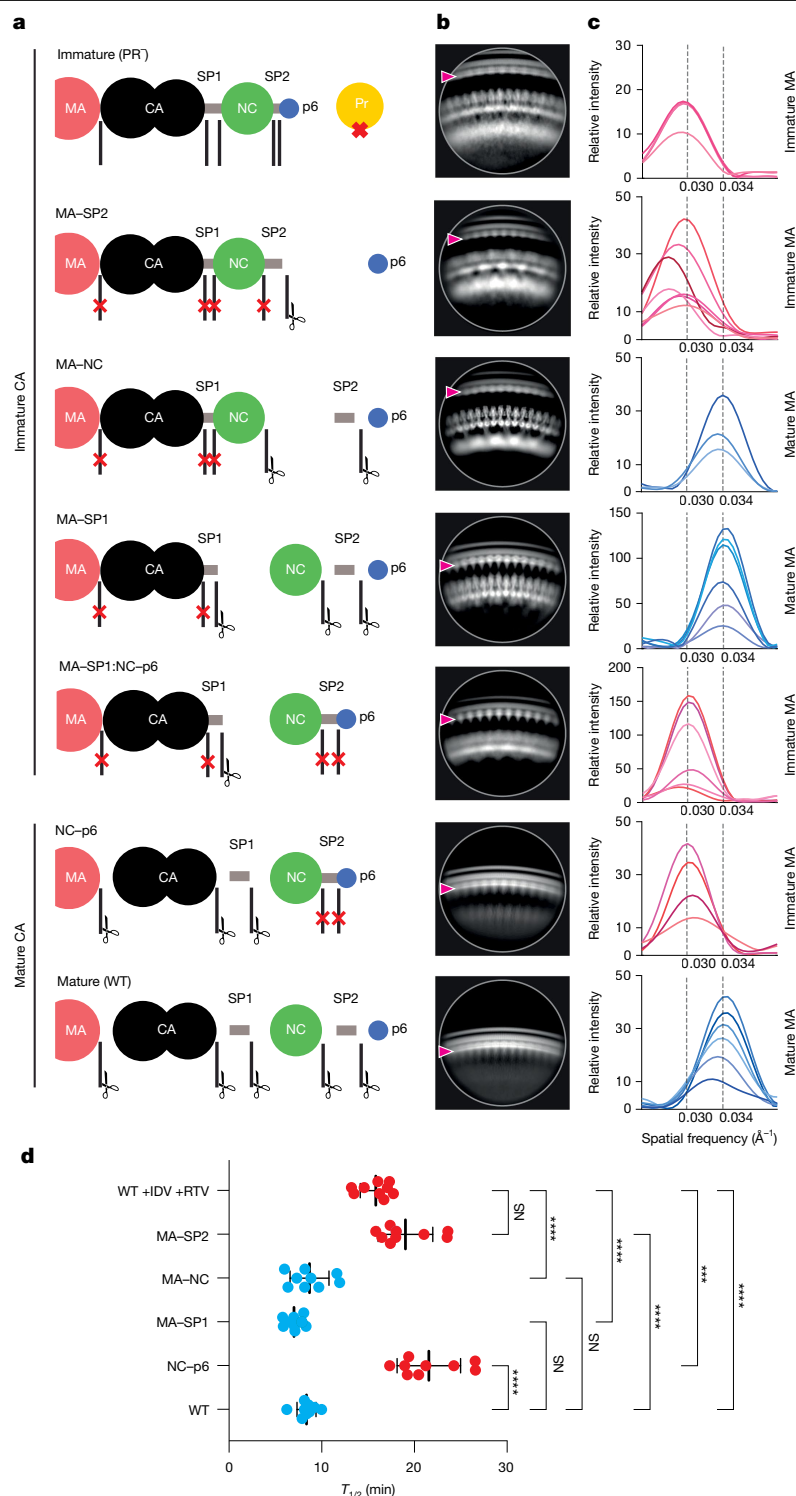 a
b
c
Immature (PR⁻)
SP1
SP2
MA
CA
NC
p6
Pr
MA–SP2
SP1
SP2
MA
CA
NC
p6
MA–NC
SP1
SP2
MA
CA
NC
p6
MA–SP1
SP1
SP2
MA
CA
NC
p6
MA–SP1:NC–p6
SP1
SP2
MA
CA
NC
p6
NC–p6
SP1
SP2
MA
CA
NC
p6
Mature (WT)
SP1
SP2
MA
CA
NC
p6
Immature CA
Mature CA
Relative intensity
30
20
10
0
0.030 0.034
Immature MA
Relative intensity
50
30
10
0
0.030 0.034
Immature MA
Relative intensity
50
30
10
0
0.030 0.034
Mature MA
Relative intensity
150
100
50
0
0.030 0.034
Mature MA
Relative intensity
200
150
100
50
0
0.030 0.034
Immature MA
Relative intensity
50
30
10
0
0.030 0.034
Immature MA
Relative intensity
50
30
10
0
0.030 0.034
Mature MA
Spatial frequency (Å⁻¹)
d
WT +IDV +RTV
MA–SP2
MA–NC
MA–SP1
NC–p6
WT
0 10 20 30
T1/2 (min)
NS
****
****
NS
NS
****
****
***
****